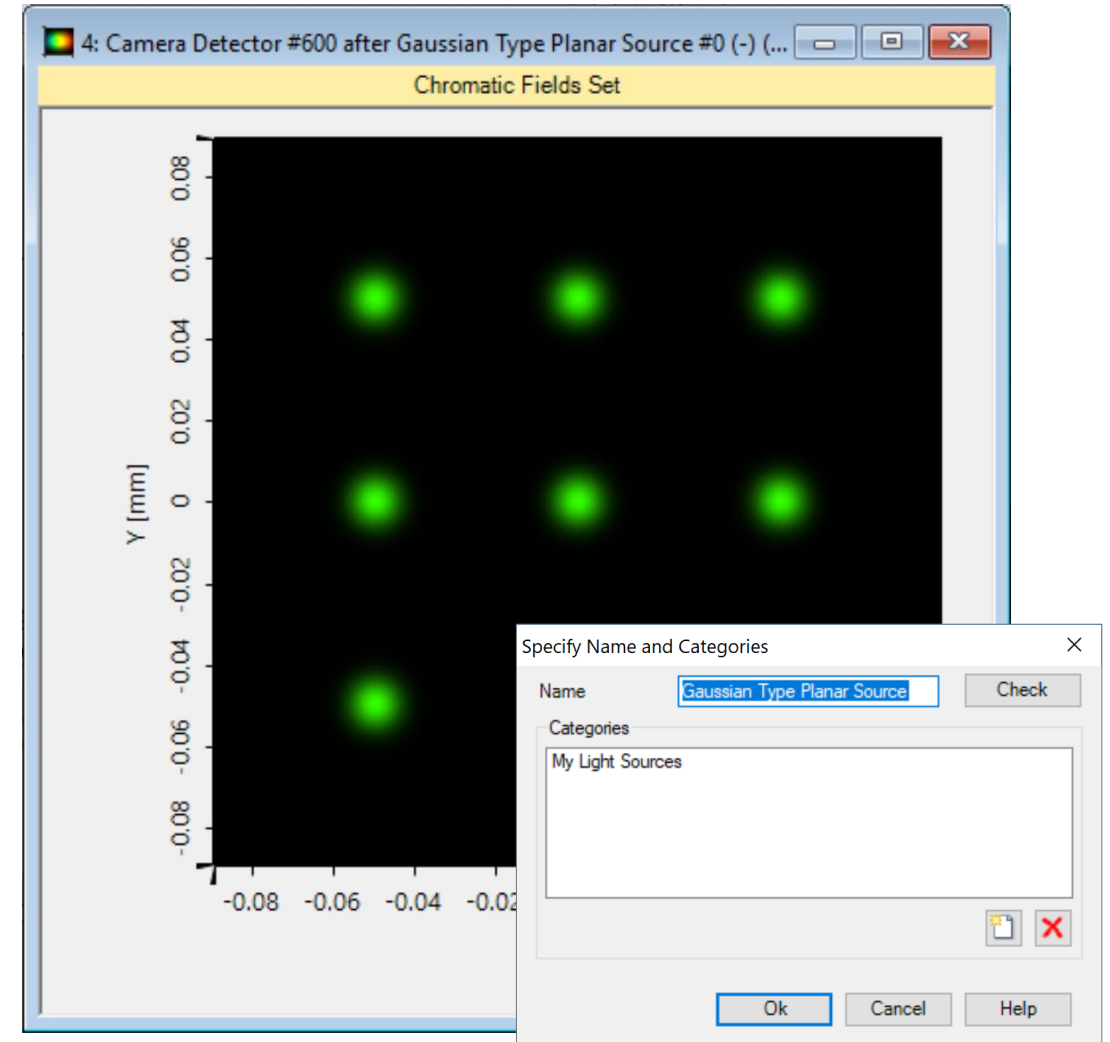 4: Camera Detector #600 after Gaussian Type Planar Source #0 (-) (...
Chromatic Fields Set
0.08
0.06
0.04
0.02
0
-0.02
-0.04
-0.06
-0.08
Y [mm]
-0.08 -0.06 -0.04 -0.02
Specify Name and Categories
Name Gaussian Type Planar Source Check
Categories
My Light Sources
Ok Cancel Help